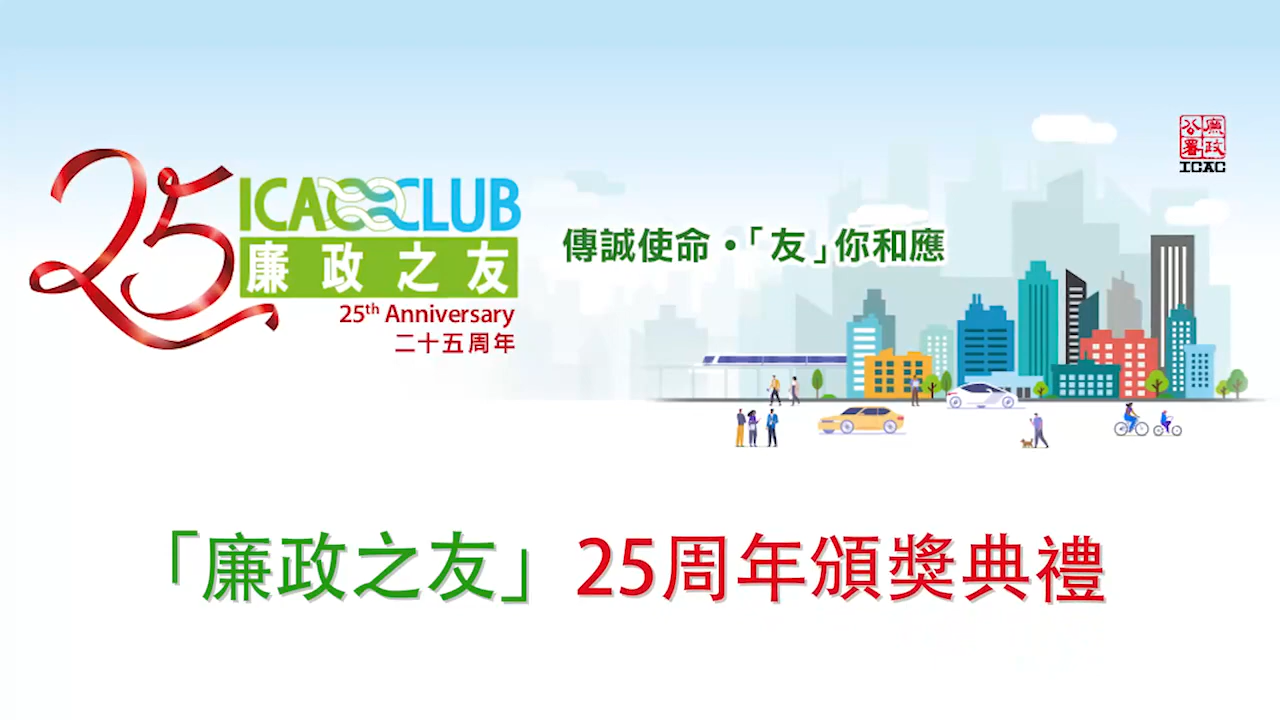 25
ICAC CLUB
廉政之友
25th Anniversary
二十五周年
傳誠使命・「友」你和應
廉政公署
ICAC
「廉政之友」25周年頒獎典禮